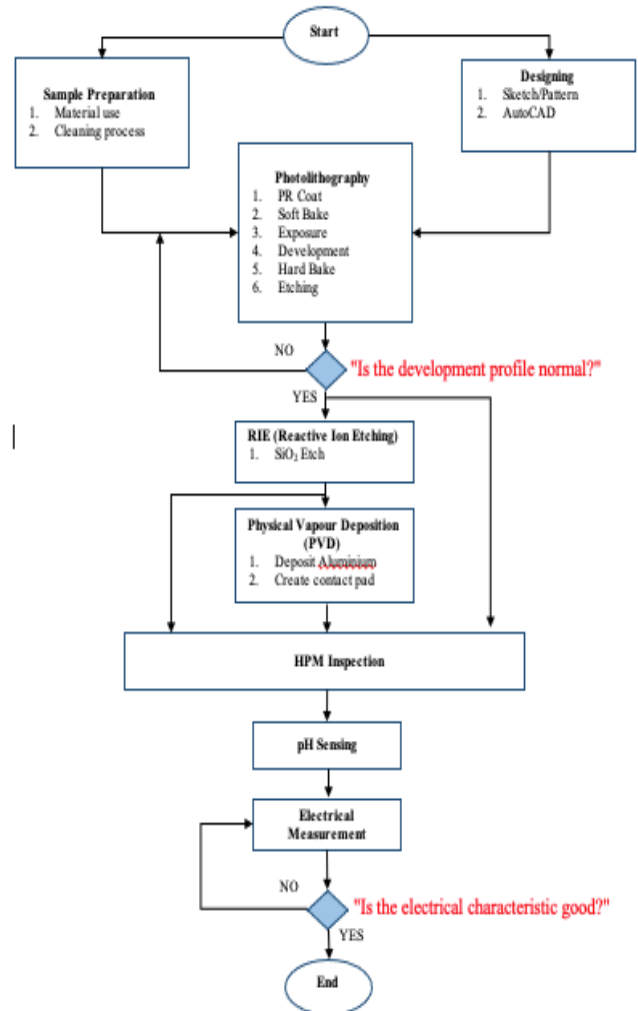 Start
Sample Preparation
1. Material use
2. Cleaning process
Designing
1. Sketch/Pattern
2. AutoCAD
Photolithography
1. PR Coat
2. Soft Bake
3. Exposure
4. Development
5. Hard Bake
6. Etching
NO
"Is the development profile normal?"
YES
RIE (Reactive Ion Etching)
1. SiO₂ Etch
Physical Vapour Deposition
(PVD)
1. Deposit Aluminium
2. Create contact pad
HPM Inspection
pH Sensing
Electrical
Measurement
NO
"Is the electrical characteristic good?"
YES
End